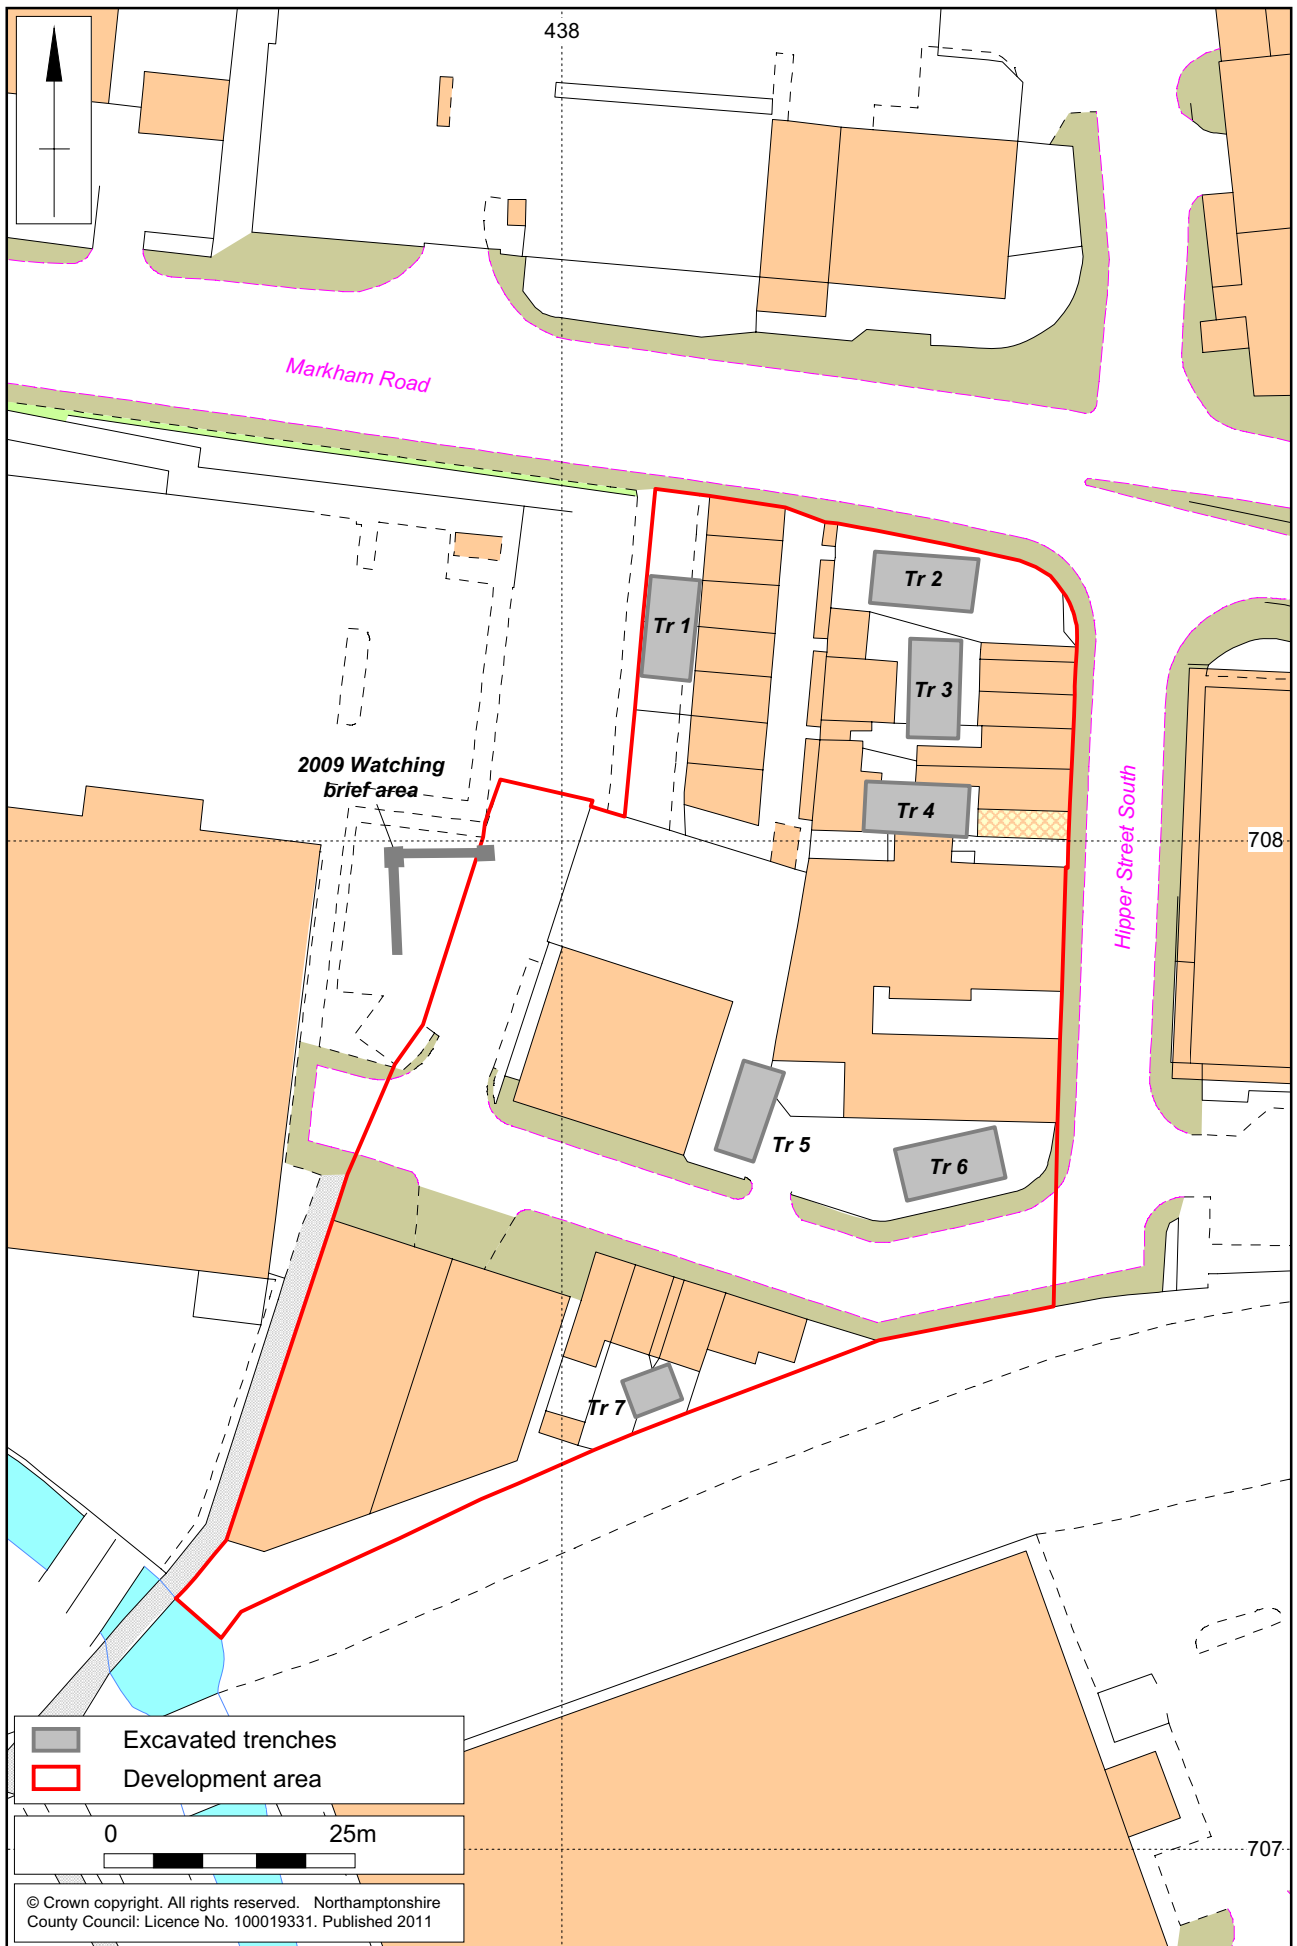 438
Markham Road
Tr 2
Tr 1
Tr 3
2009 Watching
brief area
Tr 4
Hipper Street South
708
Tr 5
Tr 6
Tr 7
Excavated trenches
Development area
0 25m
707
© Crown copyright. All rights reserved. Northamptonshire
County Council: Licence No. 100019331. Published 2011